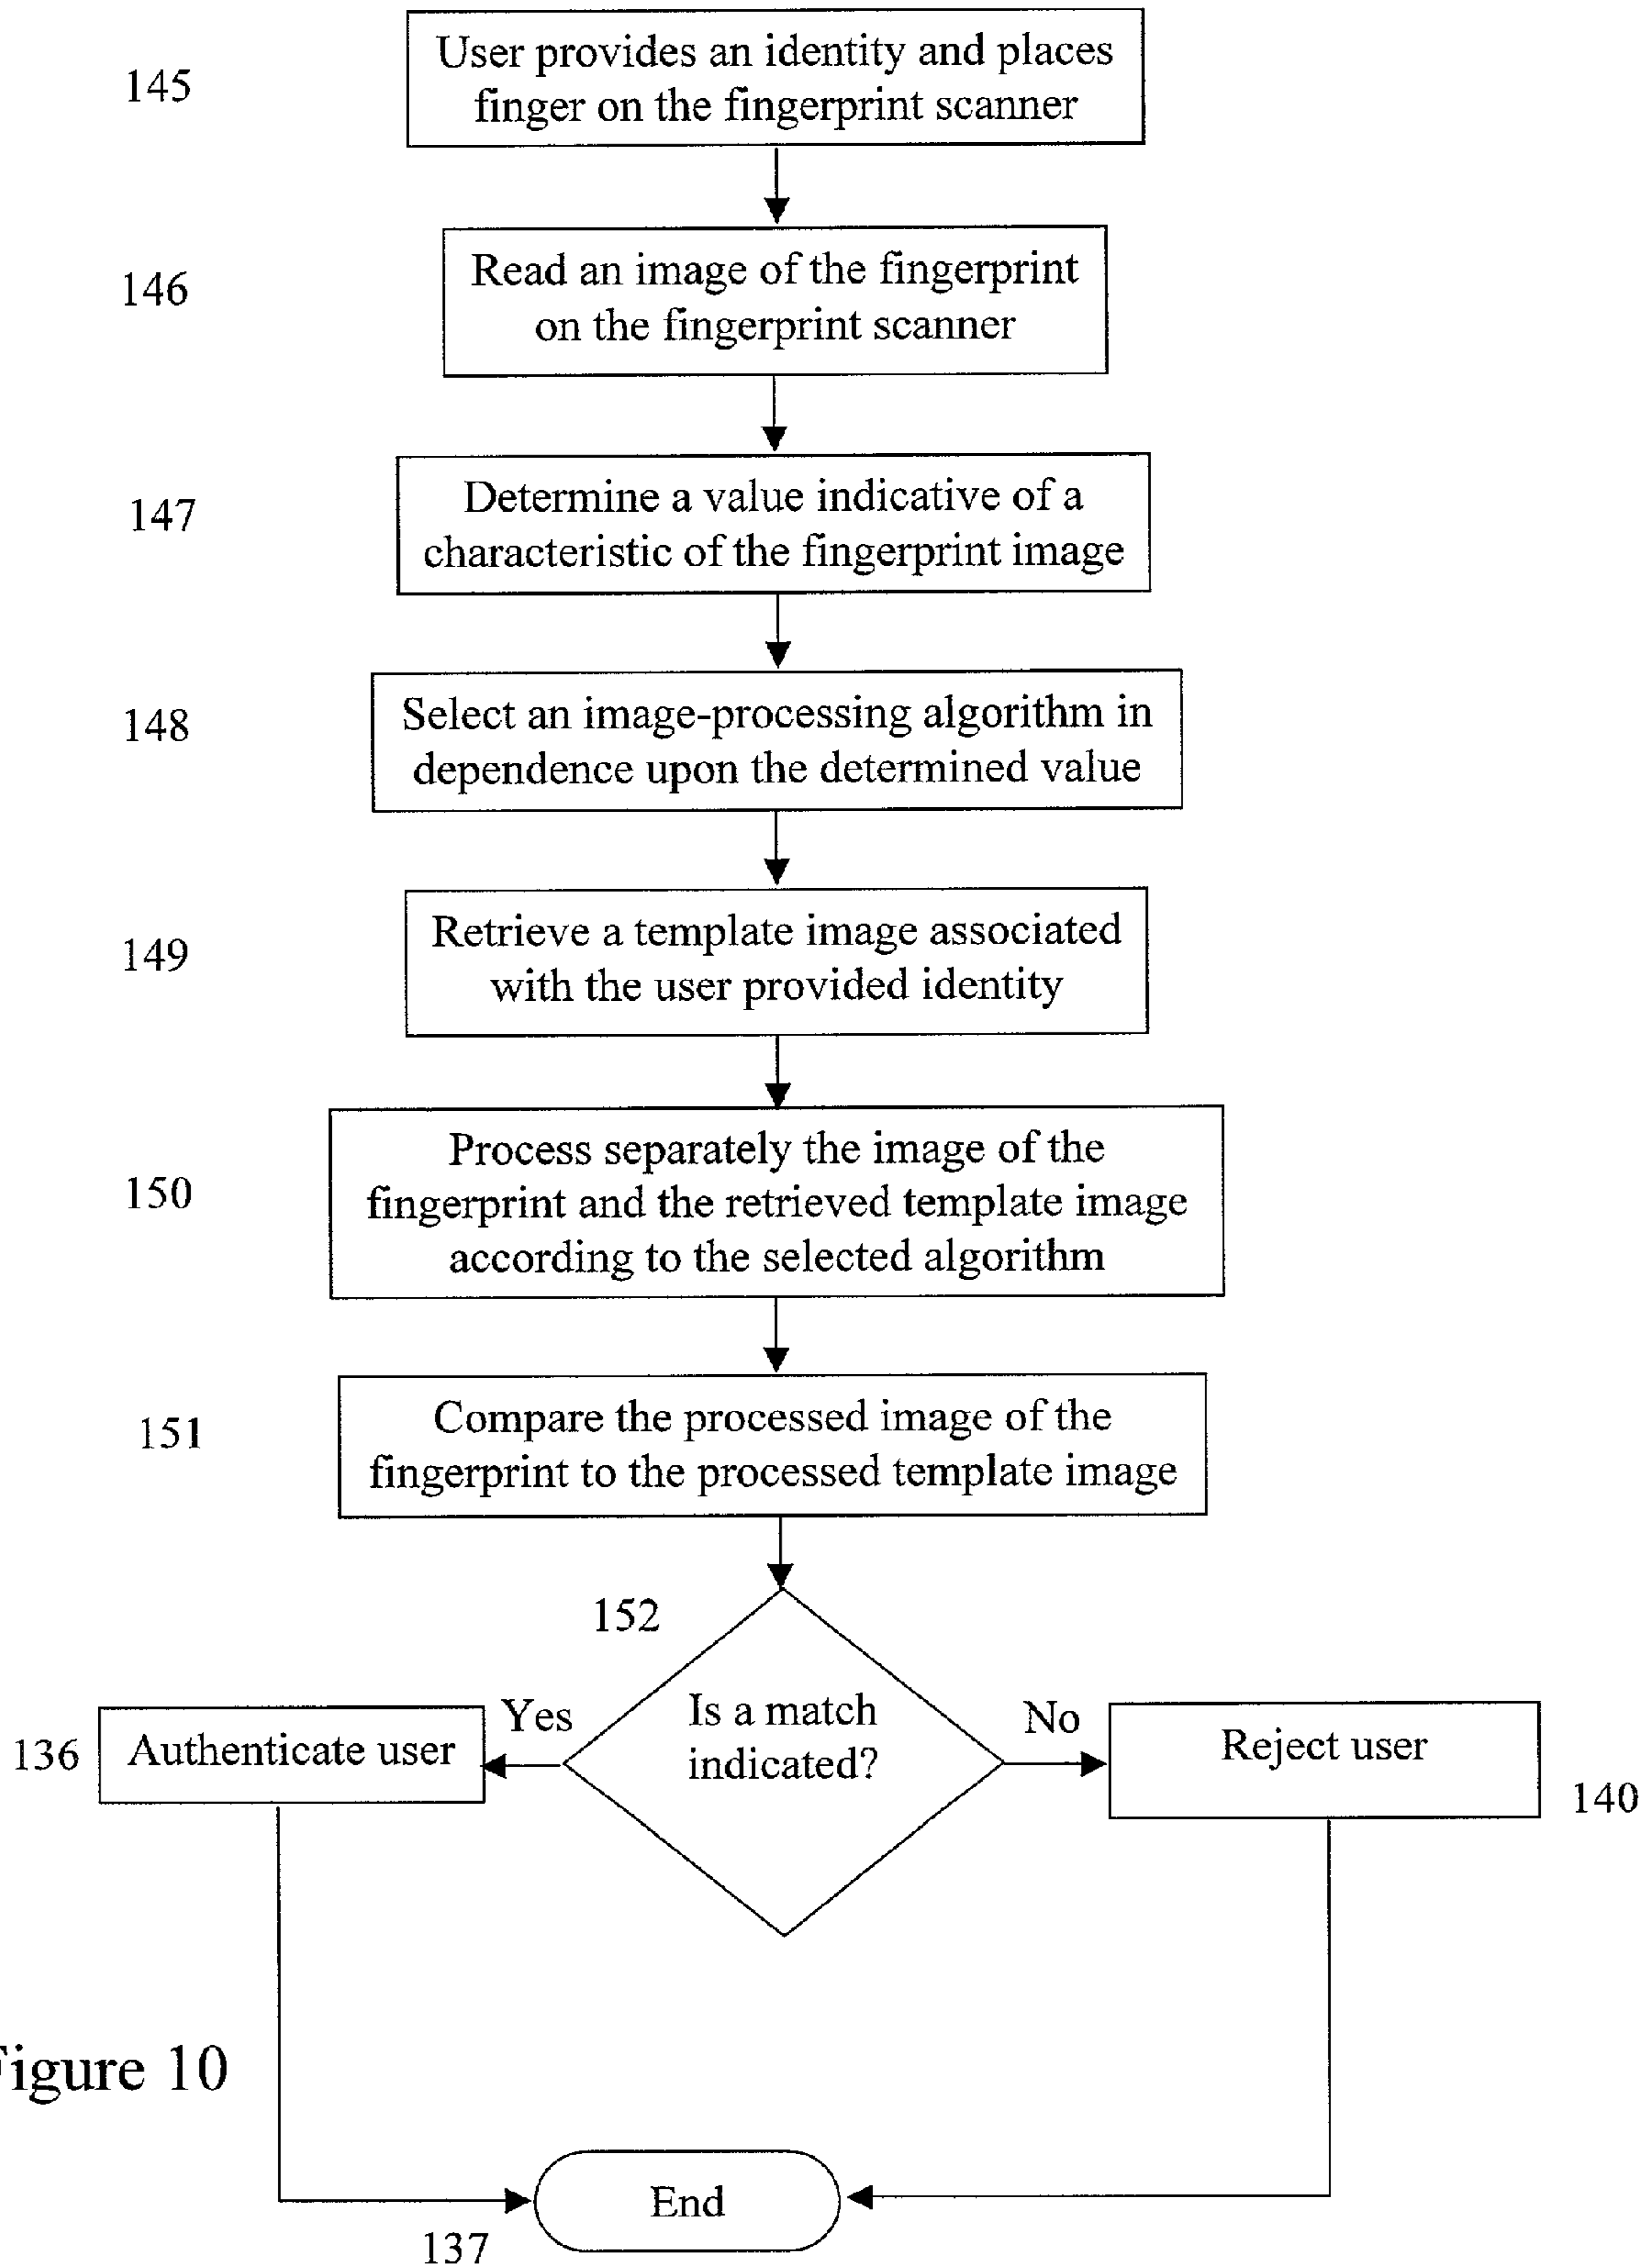 145
User provides an identity and places
finger on the fingerprint scanner
146
Read an image of the fingerprint
on the fingerprint scanner
147
Determine a value indicative of a
characteristic of the fingerprint image
148
Select an image-processing algorithm in
dependence upon the determined value
149
Retrieve a template image associated
with the user provided identity
150
Process separately the image of the
fingerprint and the retrieved template image
according to the selected algorithm
151
Compare the processed image of the
fingerprint to the processed template image
152
Is a match
indicated?
Yes
No
136
Authenticate user
Reject user
140
Figure 10
End
137